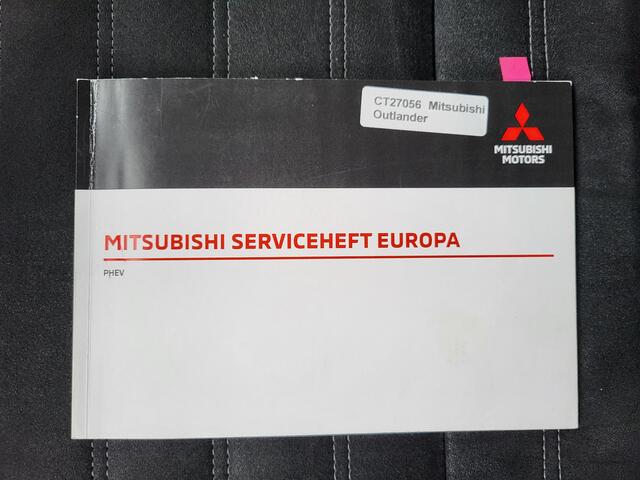 CT27056 Mitsubishi
Outlander
MITSUBISHI
MOTORS
MITSUBISHI SERVICEHEFT EUROPA
PHEV